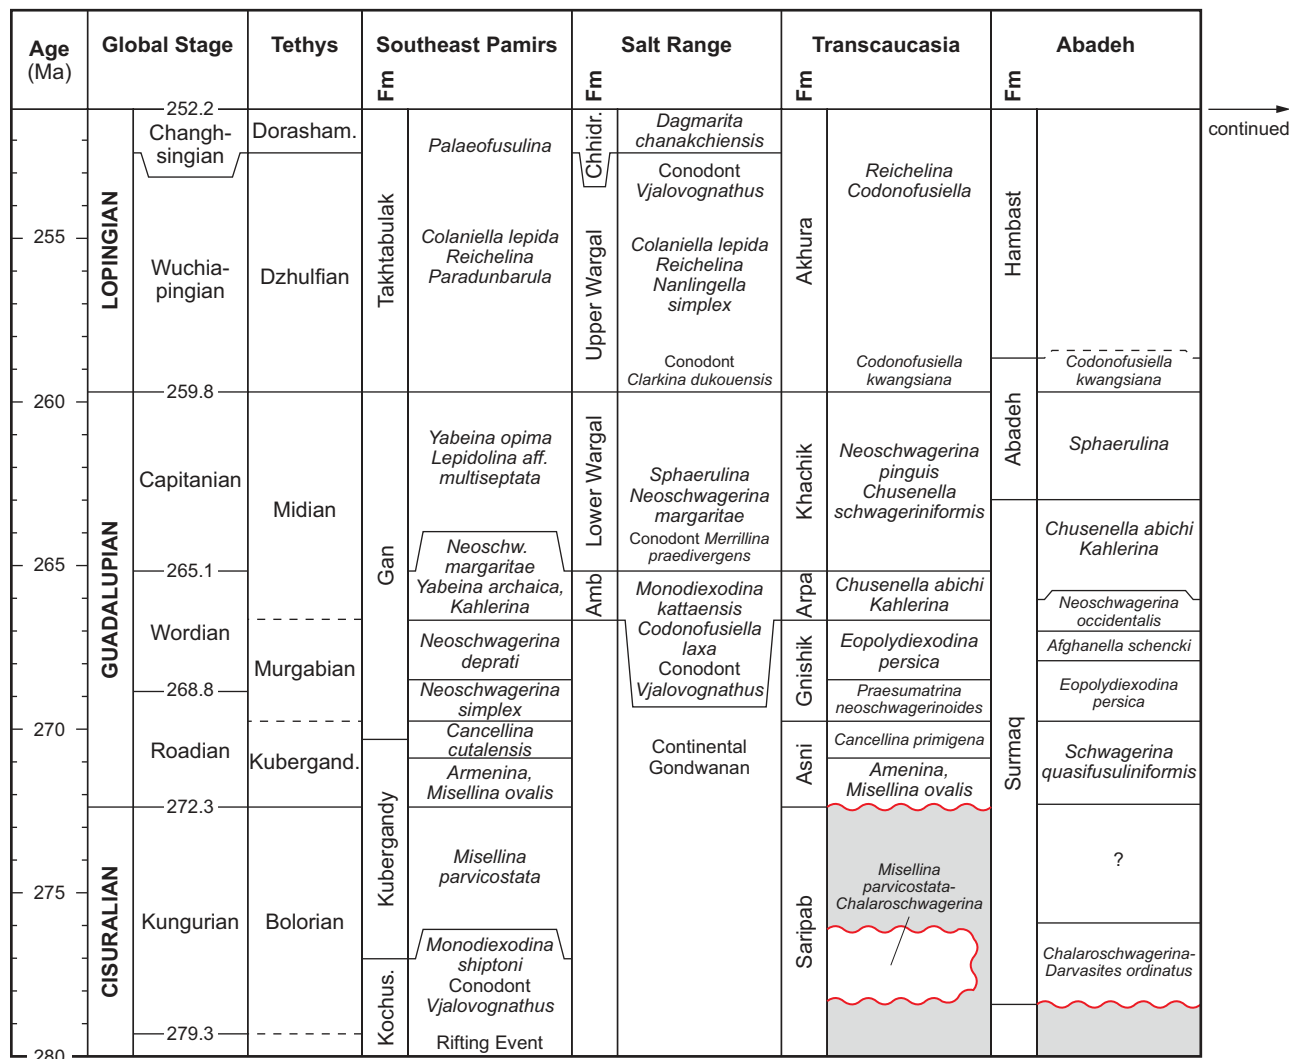 Age
(Ma)
Global Stage
Tethys
Southeast Pamirs
Salt Range
Transcaucasia
Abadeh
Fm
Fm
Fm
Fm
continued
255
260
265
270
275
280
LOPINGIAN
GUADALUPIAN
CISURALIAN
252.2
Changh-
singian
Wuchia-
pingian
259.8
Capitanian
265.1
Wordian
268.8
Roadian
272.3
Kungurian
279.3
Dorasham.
Dzhulfian
Midian
Murgabian
Kubergand.
Bolorian
Takhtabulak
Gan
Kubergandy
Kochus.
Palaeofusulina
Colaniella lepida
Reichelina
Paradunbarula
Yabeina opima
Lepidolina aff.
multiseptata
Neoschw.
margaritae
Yabeina archaica,
Kahlerina
Neoschwagerina
deprati
Neoschwagerina
simplex
Cancellina
cutalensis
Armenina,
Misellina ovalis
Misellina
parvicostata
Monodiexodina
shiptoni
Conodont
Vjalovognathus
Rifting Event
Chhidr.
Upper Wargal
Lower Wargal
Amb
Dagmarita
chanakchiensis
Conodont
Vjalovognathus
Colaniella lepida
Reichelina
Nanlingella
simplex
Conodont
Clarkina dukouensis
Sphaerulina
Neoschwagerina
margaritae
Conodont Merrillina
praedivergens
Monodiexodina
kattaensis
Codonofusiella
laxa
Conodont
Vjalovognathus
Continental
Gondwanan
Akhura
Khachik
Arpa
Gnishik
Asni
Saripab
Reichelina
Codonofusiella
Codonofusiella
kwangsiana
Neoschwagerina
pinguis
Chusenella
schwageriniformis
Chusenella abichi
Kahlerina
Eopolydiexodina
persica
Praesumatrina
neoschwagerinoides
Cancellina primigena
Amenina,
Misellina ovalis
Misellina
parvicostata-
Chalaroschwagerina
Hambast
Abadeh
Surmaq
Codonofusiella
kwangsiana
Sphaerulina
Chusenella abichi
Kahlerina
Neoschwagerina
occidentalis
Afghanella schencki
Eopolydiexodina
persica
Schwagerina
quasifusuliniformis
?
Chalaroschwagerina-
Darvasites ordinatus